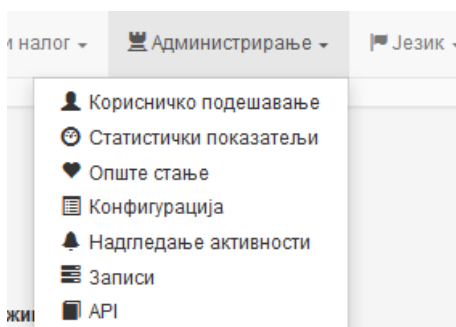 и налог Администрирање Језик
Корисничко подешавање
Статистички показатељи
Опште стање
Конфигурација
Надгледање активности
Записи
API